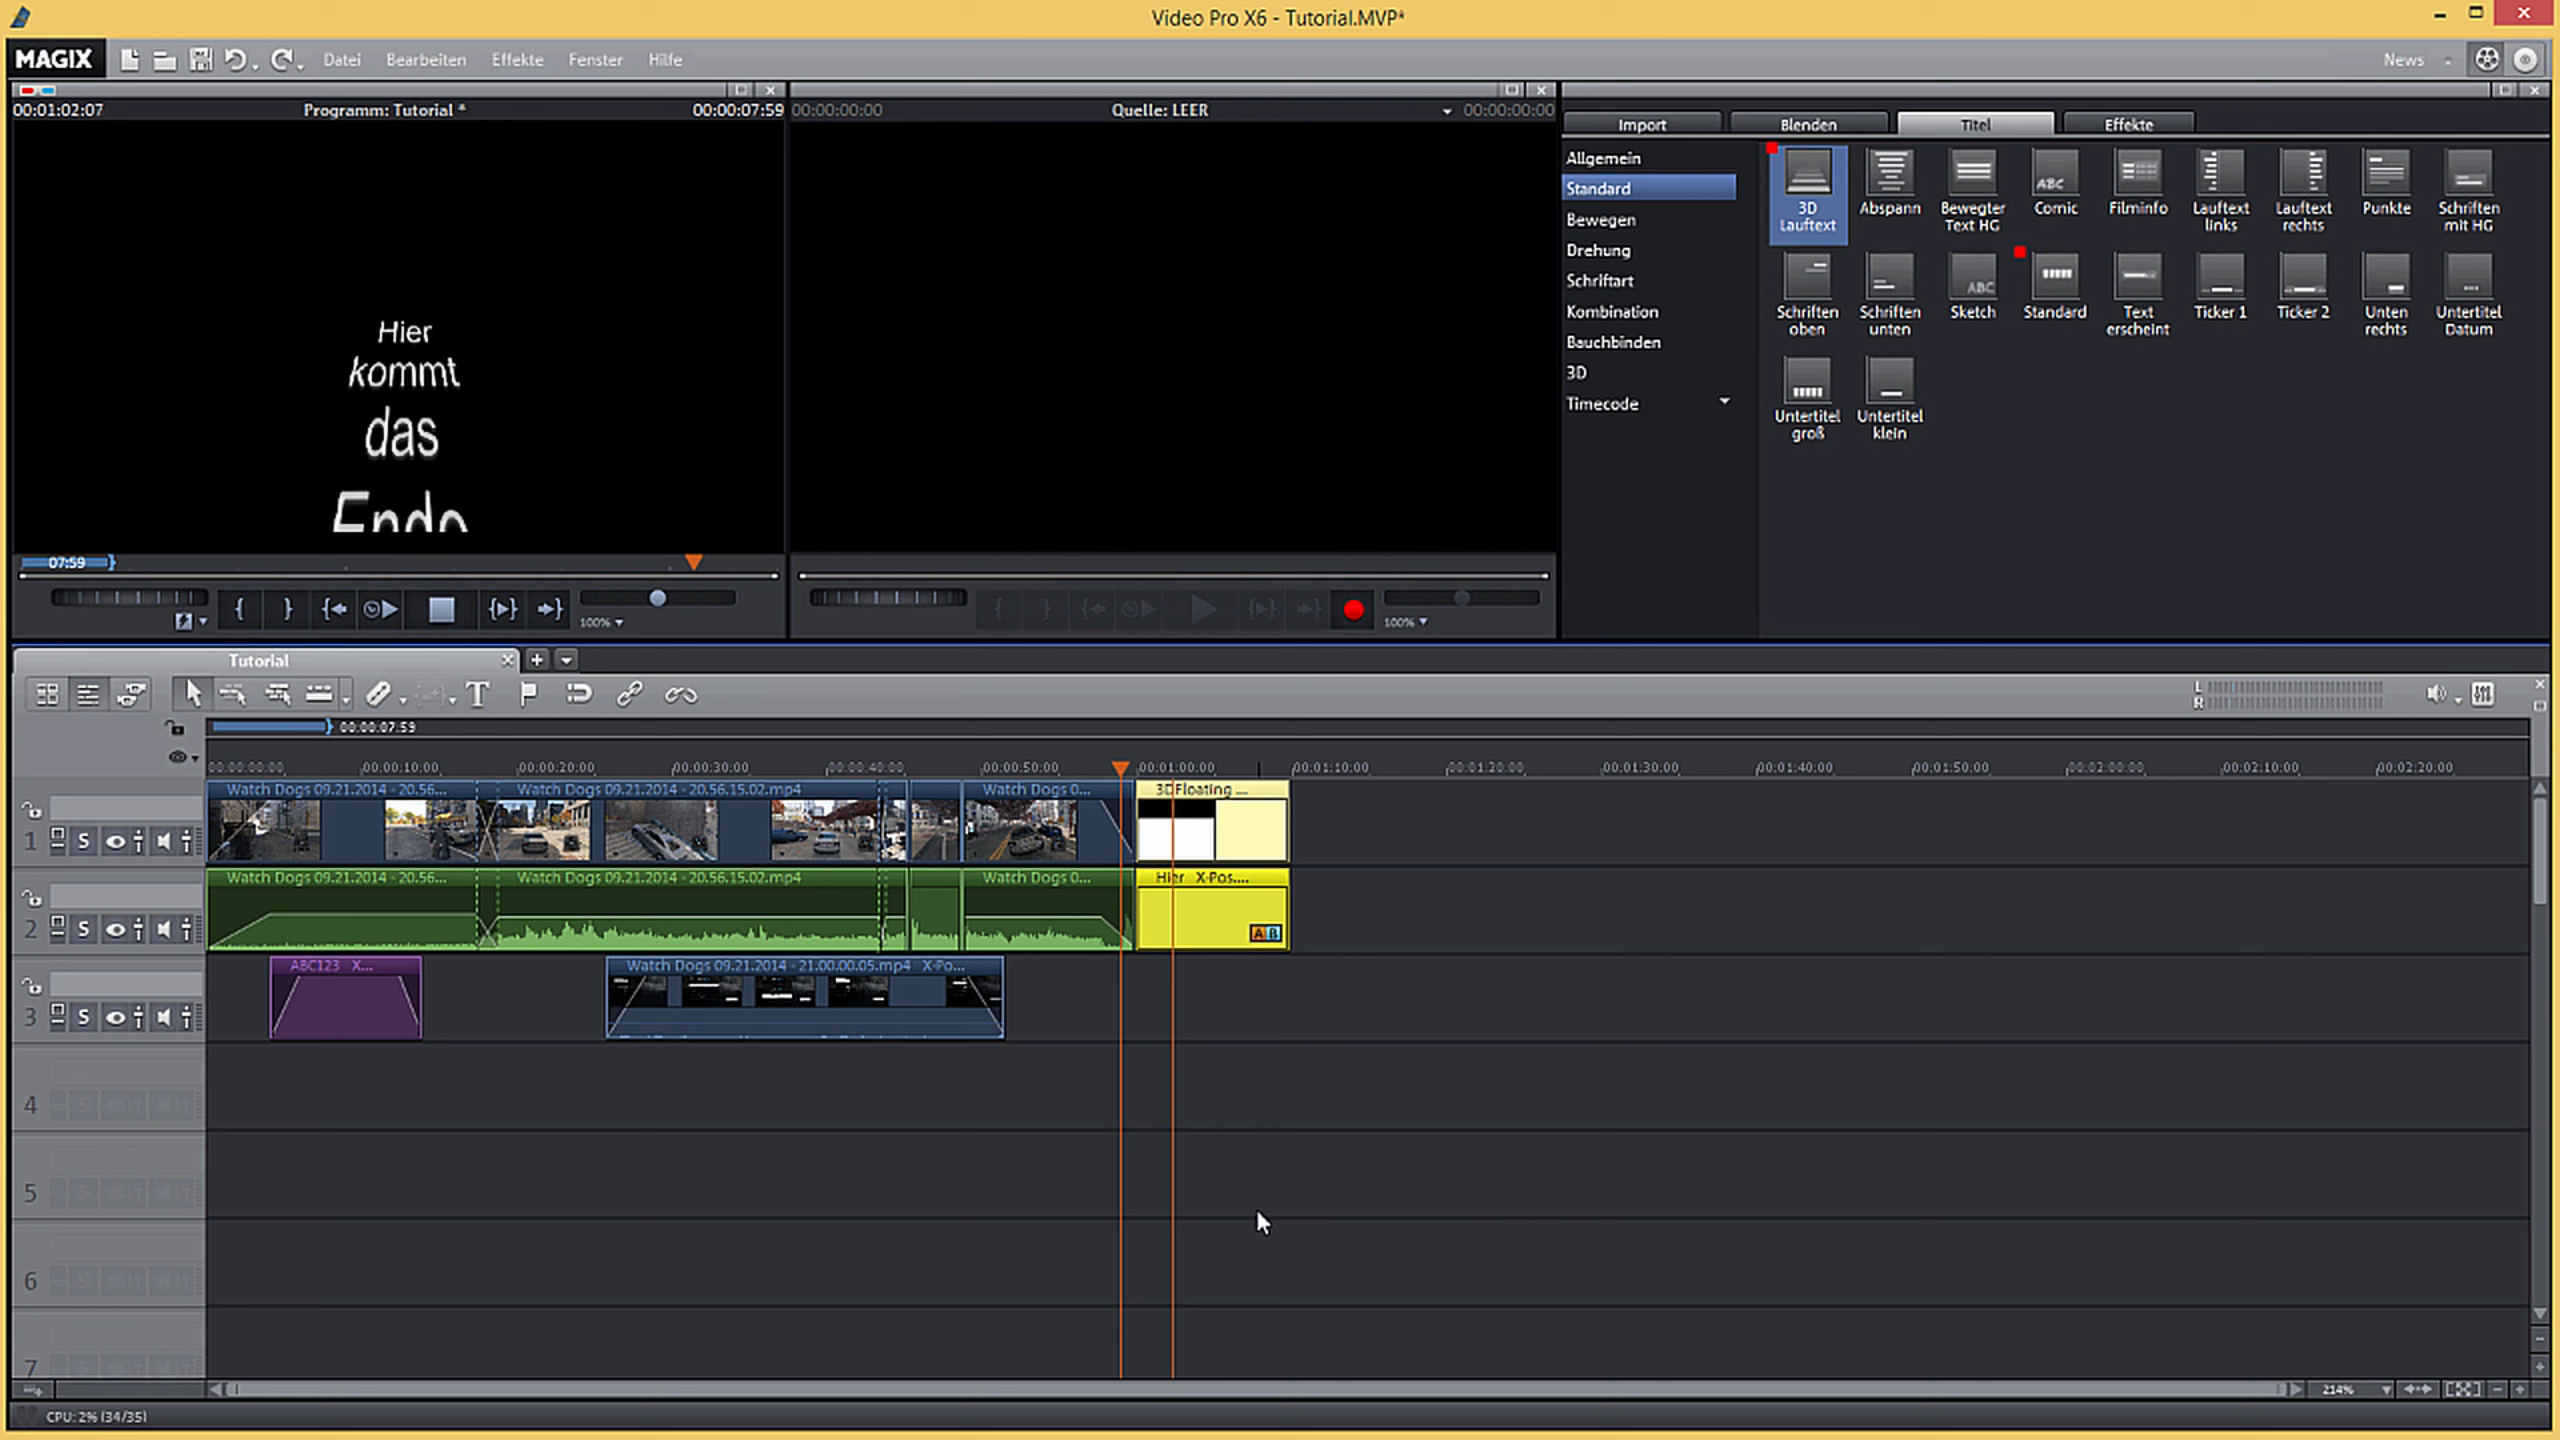 Video Pro X6 - Tutorial.MVP*
MAGIX
Datei Bearbeiten Effekte Fenster Hilfe
News
00:01:02:07 Programm: Tutorial * 00:00:07:59
00:00:00:00 Quelle: LEER 00:00:00:00
Import Blenden Titel Effekte
Allgemein
Standard
Bewegen
Drehung
Schriftart
Kombination
Bauchbinden
3D
Timecode
3D Lauftext
Abspann
Bewegter Text HG
ABC
Comic
Filminfo
Lauftext links
Lauftext rechts
Punkte
Schriften mit HG
Schriften oben
Schriften unten
ABC
Sketch
Standard
Text erscheint
Ticker 1
Ticker 2
Unten rechts
Untertitel Datum
Untertitel groß
Untertitel klein
Hier
kommt
das
Ende
07:59
100%
100%
Tutorial
L
R
00:00:07:59
00:00:00:00 00:00:10:00 00:00:20:00 00:00:30:00 00:00:40:00 00:00:50:00 00:01:00:00 00:01:10:00 00:01:20:00 00:01:30:00 00:01:40:00 00:01:50:00 00:02:00:00 00:02:10:00 00:02:20:00
Watch Dogs 09.21.2014 - 20.56... Watch Dogs 09.21.2014 - 20.56.15.02.mp4 Watch Dogs 0... 3DFloating ...
1 S
Watch Dogs 09.21.2014 - 20.56... Watch Dogs 09.21.2014 - 20.56.15.02.mp4 Watch Dogs 0... Hier X-Pos....
2 S
A B
ABC123 X... Watch Dogs 09.21.2014 - 21.00.00.05.mp4 X-Po...
3 S
4 S
5 S
6 S
7
214%
CPU: 2% (34/35)